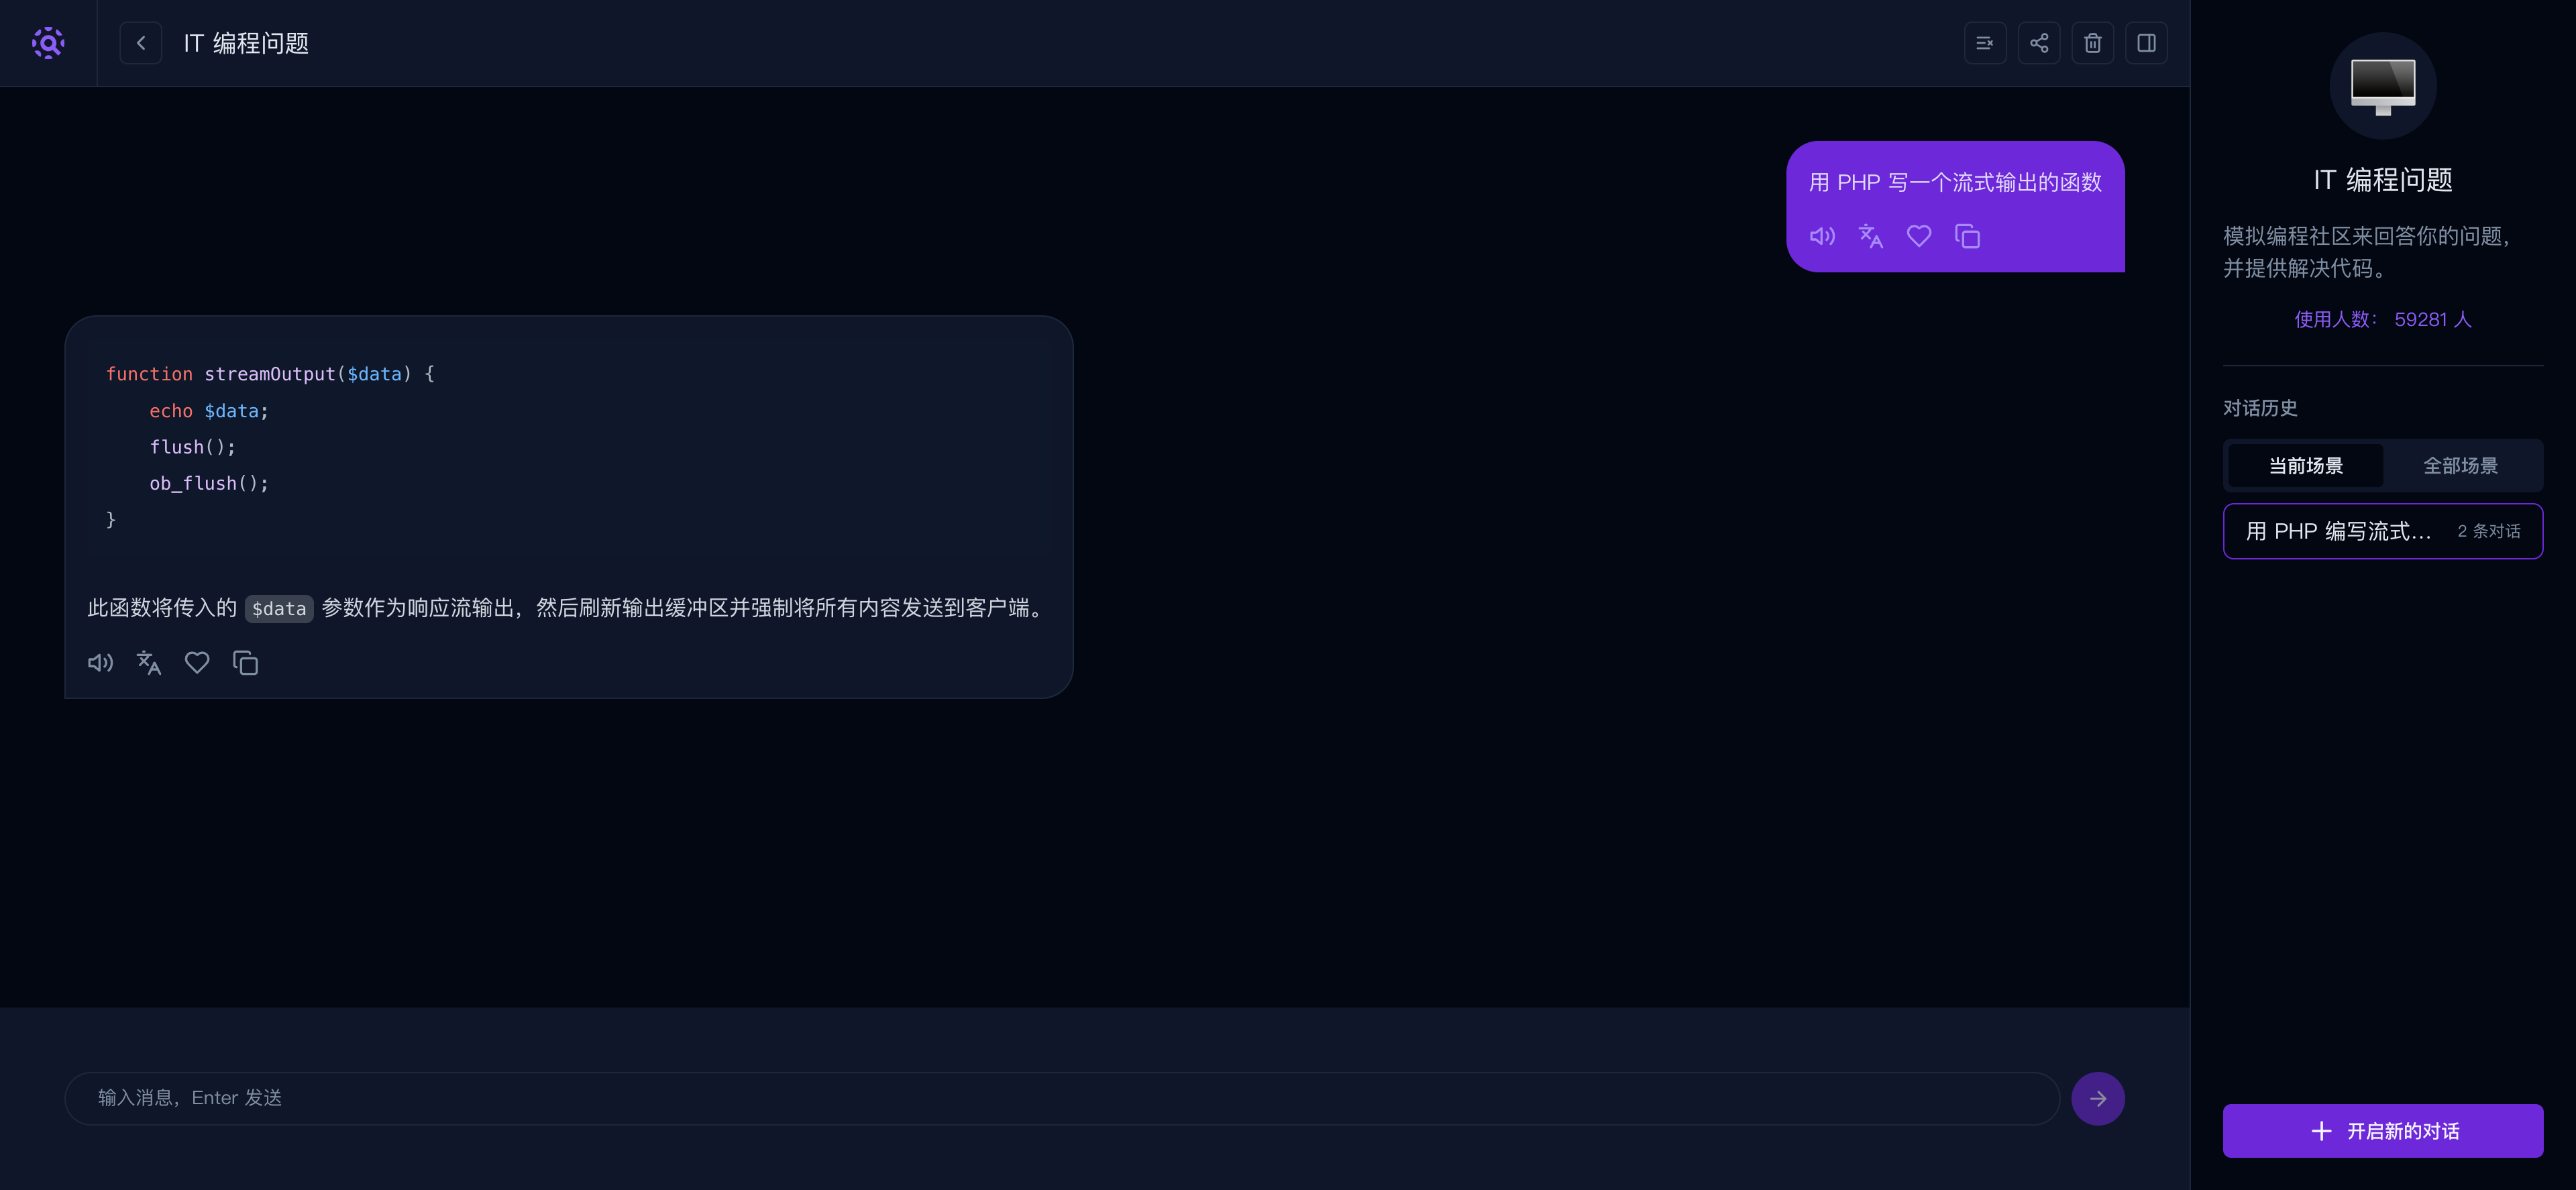 IT 编程问题
用 PHP 写一个流式输出的函数
function streamOutput($data) {
    echo $data;
    flush();
    ob_flush();
}
此函数将传入的 $data 参数作为响应流输出，然后刷新输出缓冲区并强制将所有内容发送到客户端。
输入消息，Enter 发送
IT 编程问题
模拟编程社区来回答你的问题，
并提供解决代码。
使用人数： 59281 人
对话历史
当前场景 全部场景
用 PHP 编写流式... 2 条对话
开启新的对话